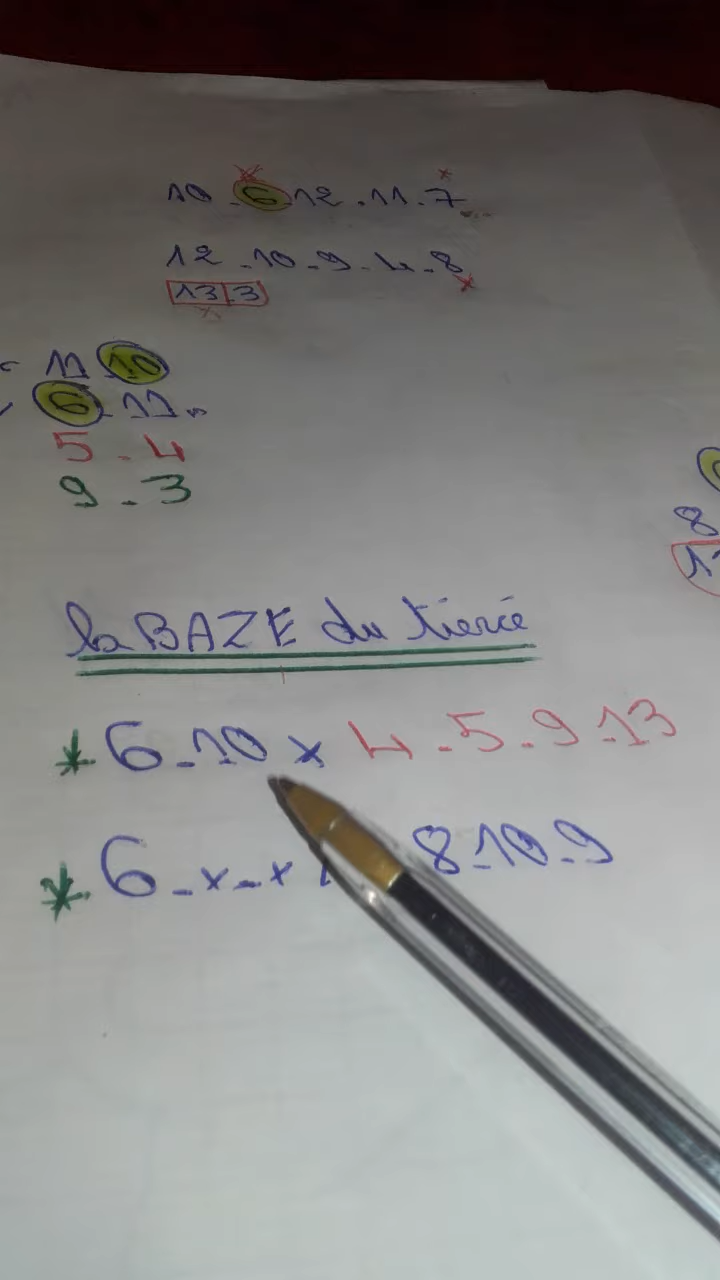 10 . 6 . 12 . 11 . 7
12 . 10 . 9 . 4 . 8
13 3
11 10
6 . 11
5 . 4
9 . 3
8
la BAZE du tiercé
* 6 . 10 x 4 . 5 . 9 . 13
* 6 . x . x 8 . 10 . 9